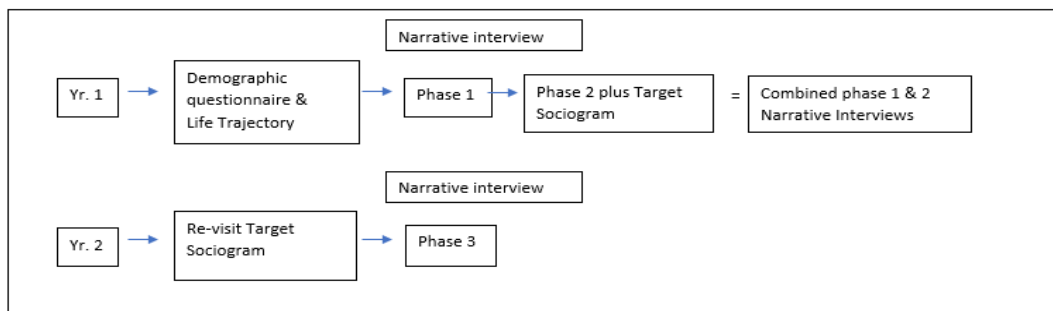 Narrative interview
Yr. 1
Demographic
questionnaire &
Life Trajectory
Phase 1
Phase 2 plus Target
Sociogram
=
Combined phase 1 & 2
Narrative Interviews
Narrative interview
Yr. 2
Re-visit Target
Sociogram
Phase 3